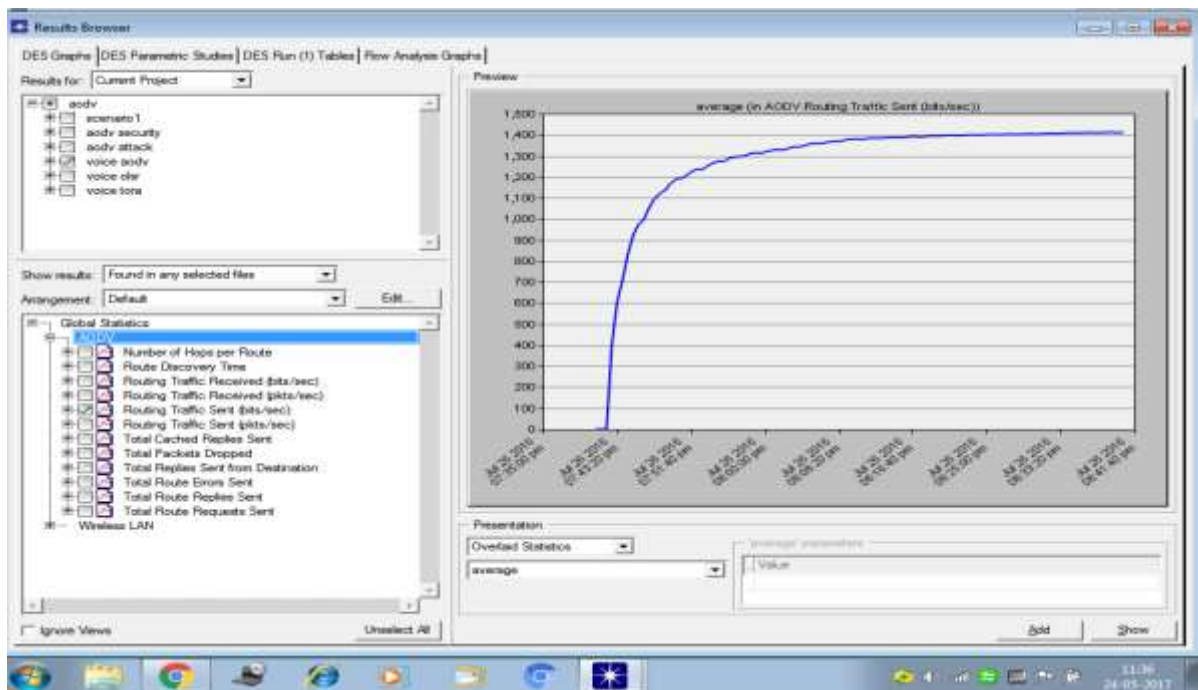 Results Browser
DES Graphs DES Parametric Studies DES Run (1) Tables Flow Analysis Graphs
Results for: Current Project
aodv
scenario1
aodv security
aodv attack
voice aodv
voice olsr
voice tora
Show results: Found in any selected files
Arrangement: Default Edit...
Global Statistics
AODV
Number of Hops per Route
Route Discovery Time
Routing Traffic Received (bits/sec)
Routing Traffic Received (pkts/sec)
Routing Traffic Sent (bits/sec)
Routing Traffic Sent (pkts/sec)
Total Cached Replies Sent
Total Packets Dropped
Total Replies Sent from Destination
Total Route Errors Sent
Total Route Replies Sent
Total Route Requests Sent
Wireless LAN
Ignore Views
Unselect All
Preview
average (in AODV Routing Traffic Sent (bits/sec))
1,500
1,400
1,300
1,200
1,100
1,000
900
800
700
600
500
400
300
200
100
0
Presentation
Overlaid Statistics
average
'average' parameters
Value
Add
Show
11:36
24-05-2017